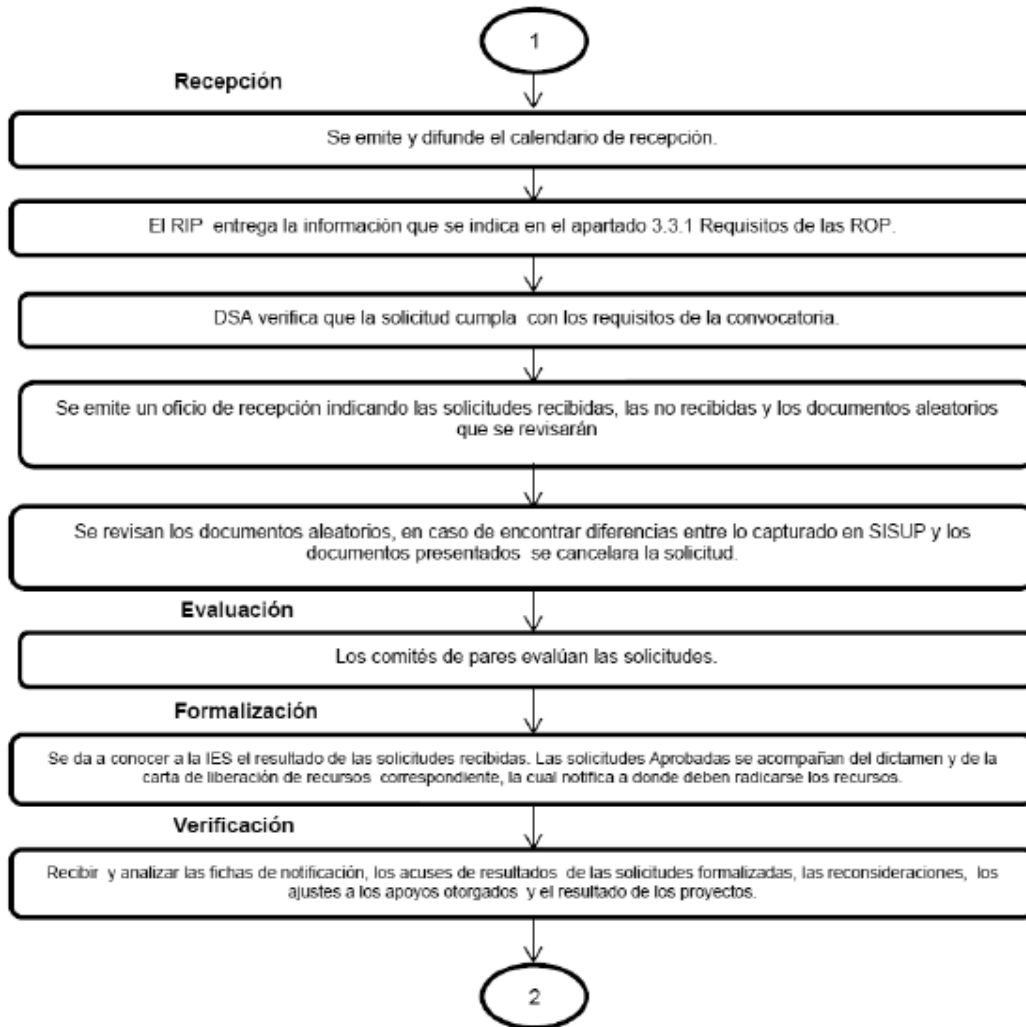 1
Recepción
Se emite y difunde el calendario de recepción.
El RIP entrega la información que se indica en el apartado 3.3.1 Requisitos de las ROP.
DSA verifica que la solicitud cumpla con los requisitos de la convocatoria.
Se emite un oficio de recepción indicando las solicitudes recibidas, las no recibidas y los documentos aleatorios
que se revisarán
Se revisan los documentos aleatorios, en caso de encontrar diferencias entre lo capturado en SISUP y los
documentos presentados se cancelara la solicitud.
Evaluación
Los comités de pares evalúan las solicitudes.
Formalización
Se da a conocer a la IES el resultado de las solicitudes recibidas. Las solicitudes Aprobadas se acompañan del dictamen y de la
carta de liberación de recursos correspondiente, la cual notifica a donde deben radicarse los recursos.
Verificación
Recibir y analizar las fichas de notificación, los acuses de resultados de las solicitudes formalizadas, las reconsideraciones, los
ajustes a los apoyos otorgados y el resultado de los proyectos.
2